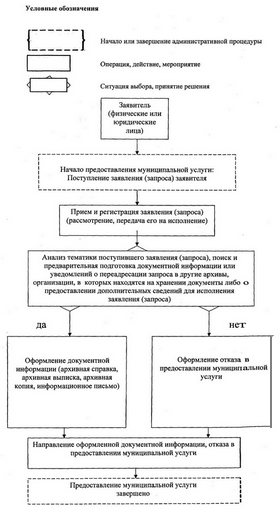 Условные обозначения
Начало или завершение административной процедуры
Операция, действие, мероприятие
Ситуация выбора, принятие решения
Заявитель
(физические или
юридические
лица)
Начало предоставления муниципальной услуги:
Поступление заявления (запроса) заявителя
Прием и регистрация заявления (запроса)
(рассмотрение, передача его на исполнение)
Анализ тематики поступившего заявления (запроса), поиск и
предварительная подготовка документной информации или
уведомлений о переадресации запроса в другие архивы,
организации, в которых находятся на хранении документы либо о
предоставлении дополнительных сведений для исполнения
заявления (запроса)
да
нет
Оформление документной
информации (архивная справка,
архивная выписка, архивная
копия, информационное письмо)
Оформление отказа в
предоставлении муниципальной
услуги
Направление оформленной документной информации, отказа в
предоставлении муниципальной услуги
Предоставление муниципальной услуги
завершено